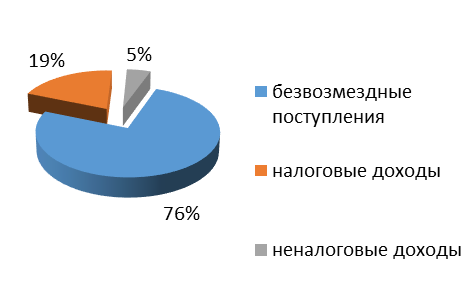 19%
5%
76%
безвозмездные
поступления
налоговые доходы
неналоговые доходы